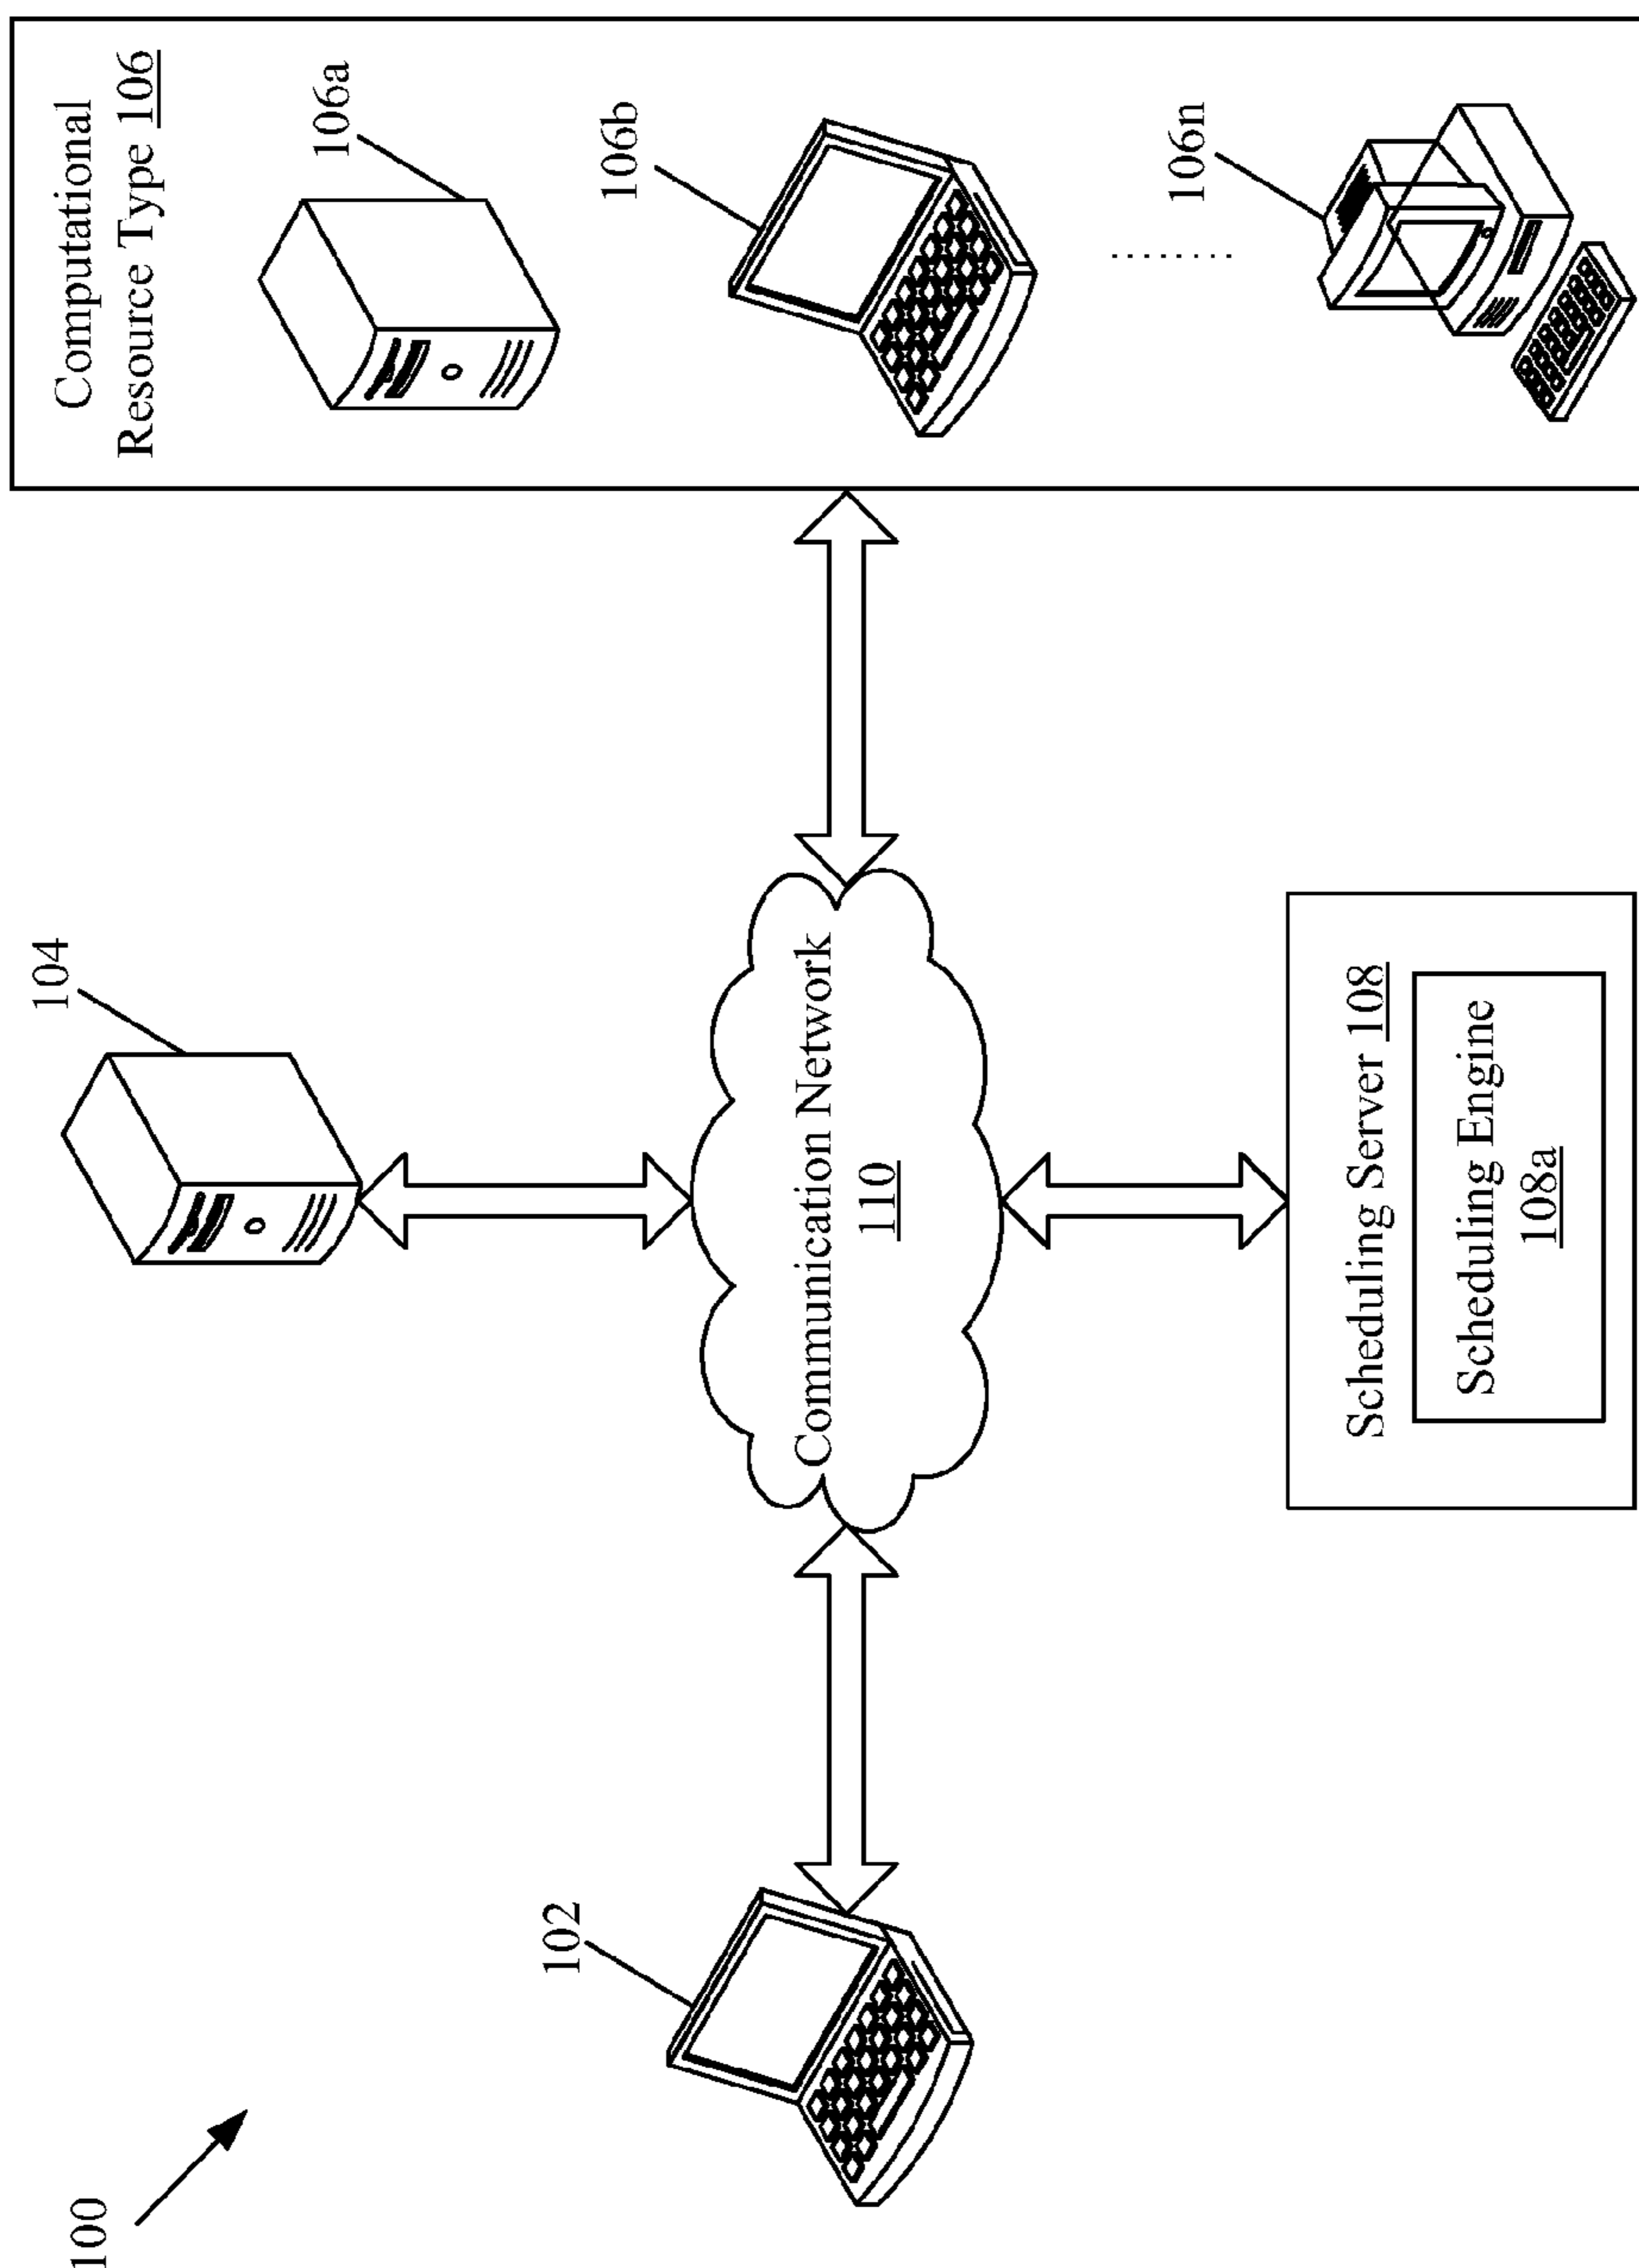 100
102
104
Communication Network
110
Scheduling Server 108
Scheduling Engine
108a
Computational
Resource Type 106
106a
106b
106n